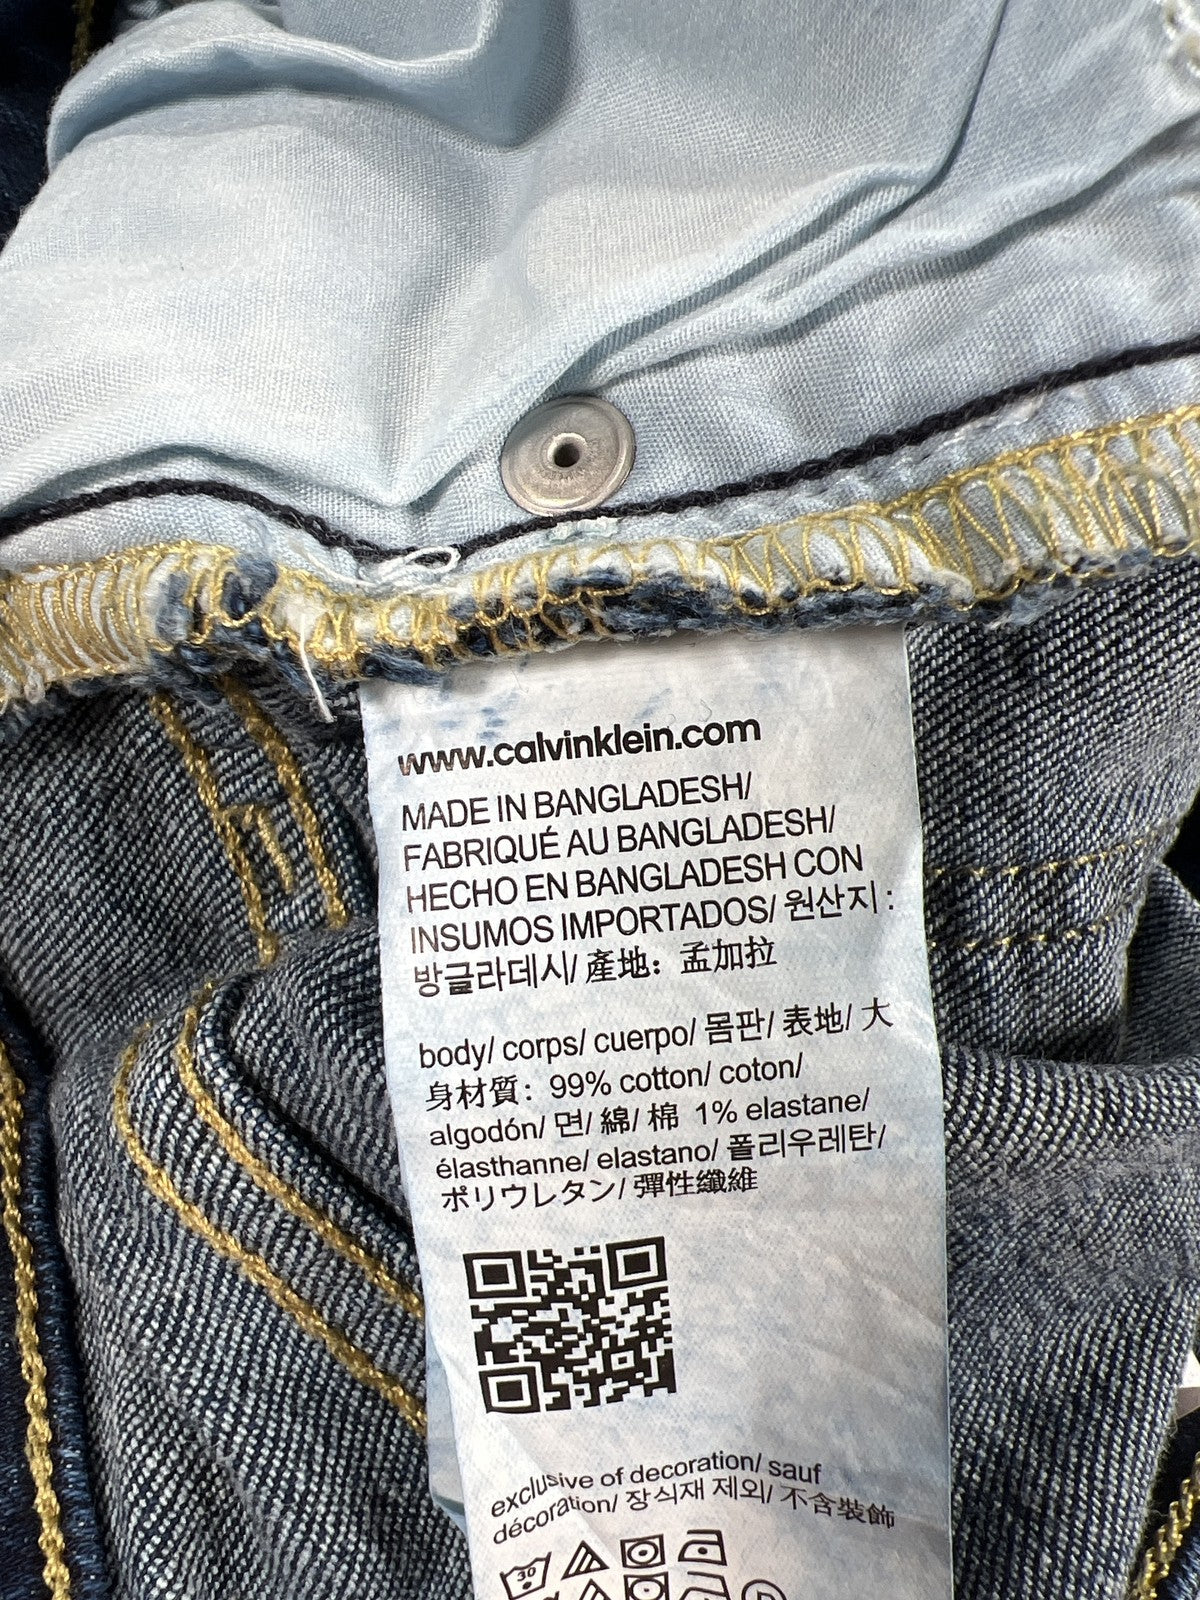 www.calvinklein.com
MADE IN BANGLADESH/
FABRIQUÉ AU BANGLADESH/
HECHO EN BANGLADESH CON
INSUMOS IMPORTADOS/ 원산지 :
방글라데시/ 產地: 孟加拉
body/ corps/ cuerpo/ 몸판/ 表地/ 大
身材質: 99% cotton/ coton/
algodón/ 면/ 綿/ 棉 1% elastane/
élasthanne/ elastano/ 폴리우레탄/
ポリウレタン/ 彈性纖維
exclusive of decoration/ sauf
décoration/ 장식재 제외/ 不含裝飾
30